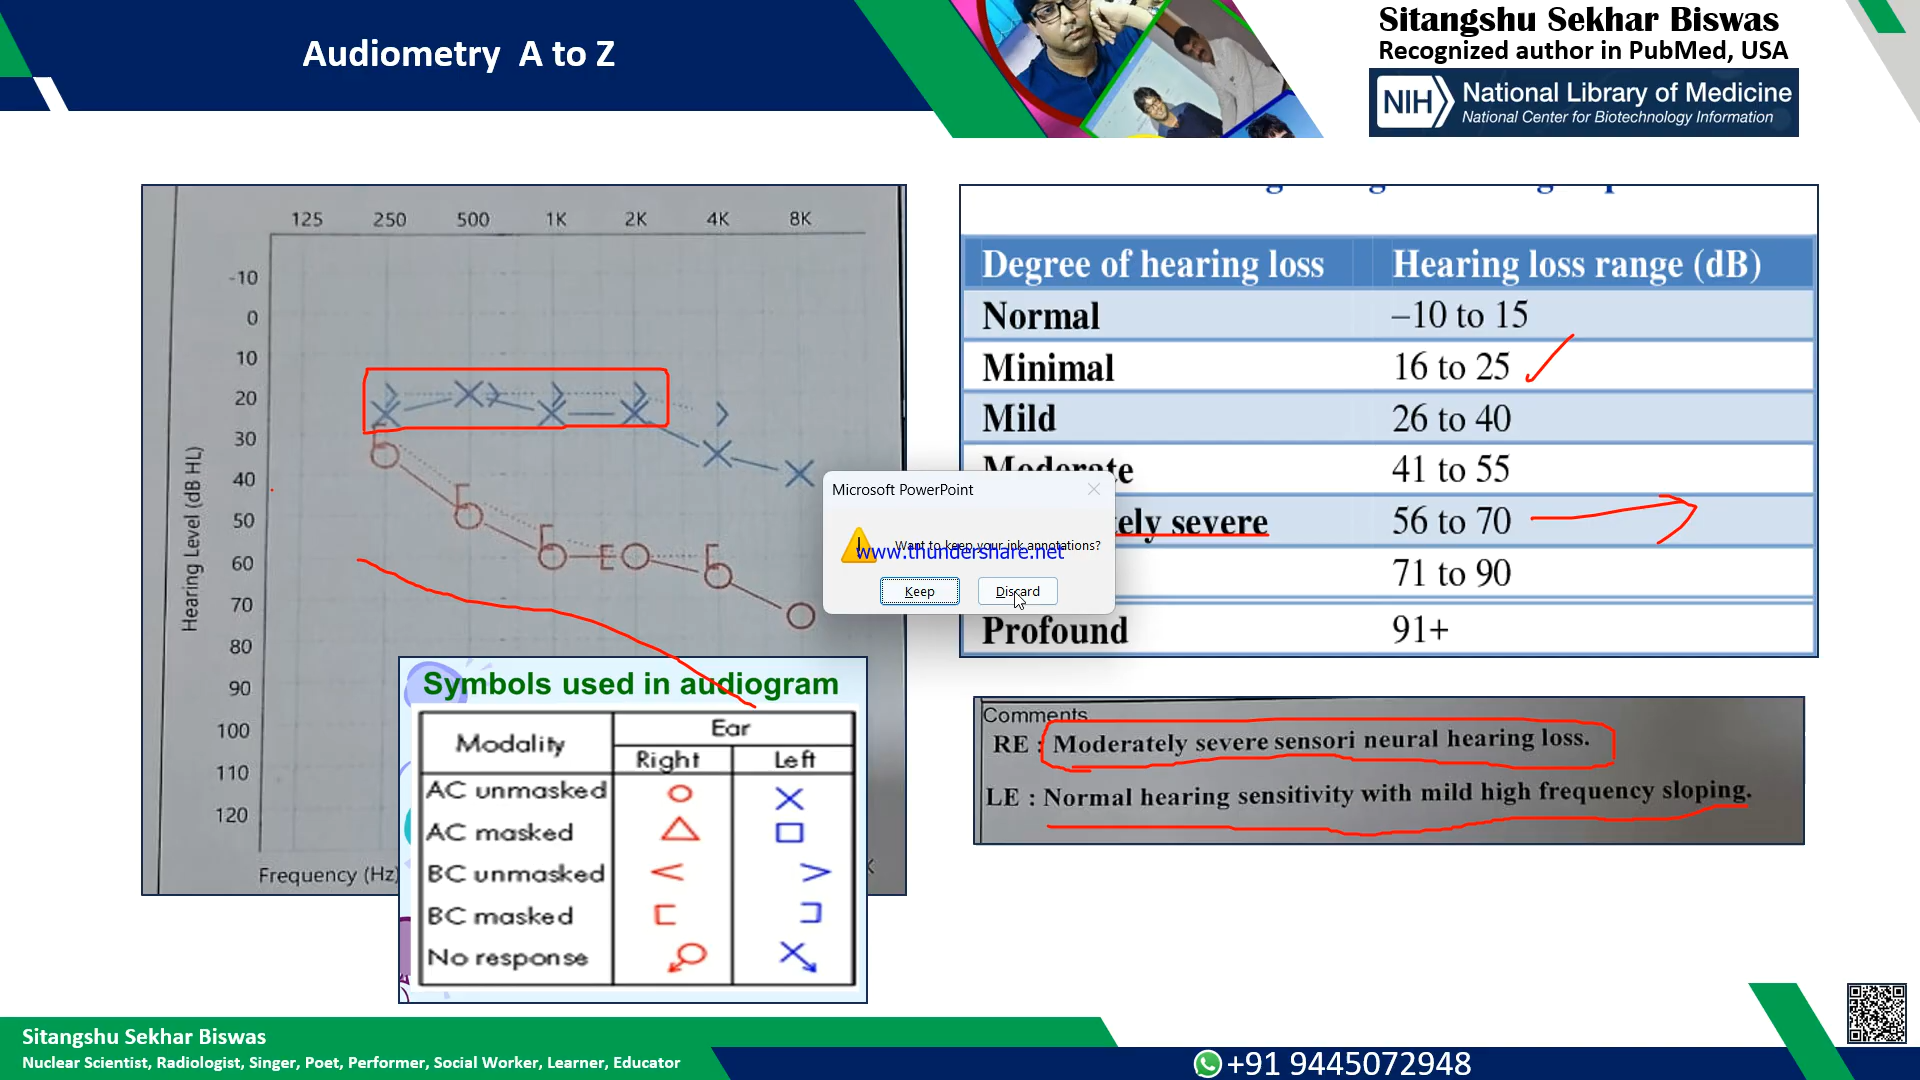 Audiometry A to Z
Sitangshu Sekhar Biswas
Recognized author in PubMed, USA
NIH National Library of Medicine
National Center for Biotechnology Information
125 250 500 1K 2K 4K 8K
-10
0
10
20
30
40
50
60
70
80
90
100
110
120
Hearing Level (dB HL)
Frequency (Hz)
Symbols used in audiogram
Modality Ear
Right Left
AC unmasked
AC masked
BC unmasked
BC masked
No response
Degree of hearing loss Hearing loss range (dB)
Normal –10 to 15
Minimal 16 to 25
Mild 26 to 40
Moderate 41 to 55
ely severe 56 to 70
71 to 90
Profound 91+
Microsoft PowerPoint
Want to keep your ink annotations?
www.thundershare.net
Keep Discard
Comments
RE : Moderately severe sensori neural hearing loss.
LE : Normal hearing sensitivity with mild high frequency sloping.
Sitangshu Sekhar Biswas
Nuclear Scientist, Radiologist, Singer, Poet, Performer, Social Worker, Learner, Educator
+91 9445072948